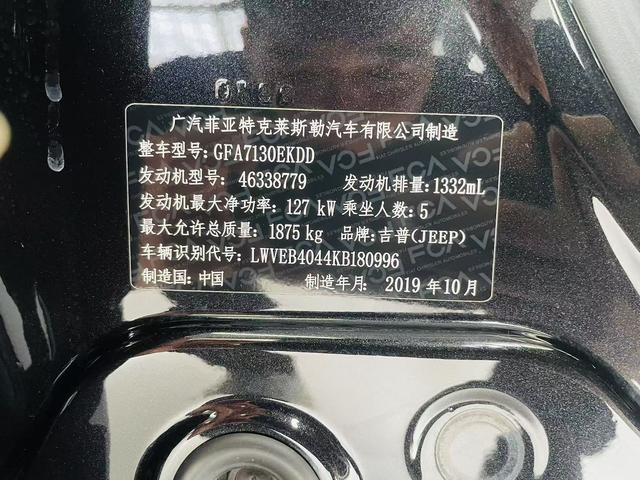 广汽菲亚特克莱斯勒汽车有限公司制造
整车型号: GFA7130EKDD
发动机型号: 46338779 发动机排量: 1332mL
发动机最大净功率: 127 kW 乘坐人数: 5
最大允许总质量: 1875 kg 品牌: 吉普(JEEP)
车辆识别代号: LWVEB4044KB180996
制造国: 中国 制造年月: 2019 年 10 月